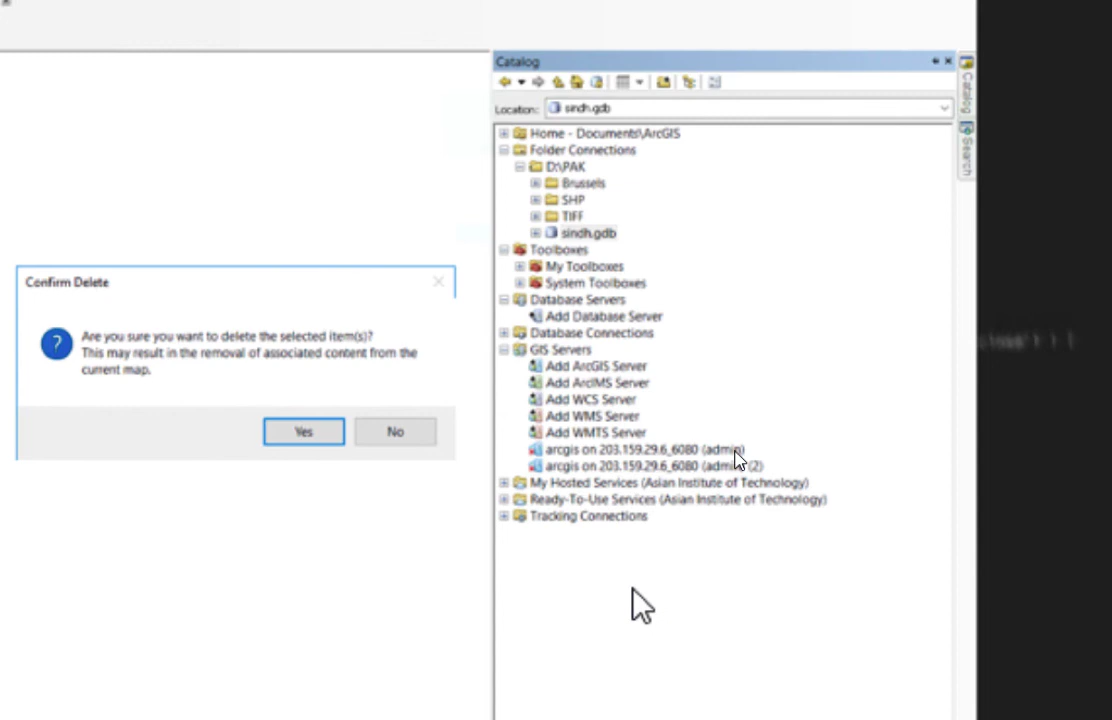 Catalog
Location: sindh.gdb
Home - Documents\ArcGIS
Folder Connections
D:\PAK
Brussels
SHP
TIFF
sindh.gdb
Toolboxes
My Toolboxes
System Toolboxes
Database Servers
Add Database Server
Database Connections
GIS Servers
Add ArcGIS Server
Add ArcIMS Server
Add WCS Server
Add WMS Server
Add WMTS Server
arcgis on 203.159.29.6_6080 (admin)
arcgis on 203.159.29.6_6080 (admin) (2)
My Hosted Services (Asian Institute of Technology)
Ready-To-Use Services (Asian Institute of Technology)
Tracking Connections
Catalog
Search
Confirm Delete
Are you sure you want to delete the selected item(s)?
This may result in the removal of associated content from the
current map.
Yes
No